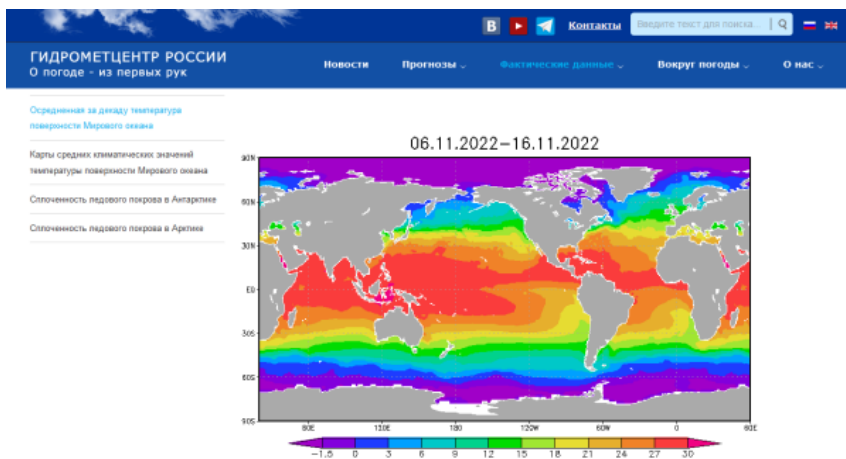 Контакты
Введите текст для поиска...
ГИДРОМЕТЦЕНТР РОССИИ
О погоде - из первых рук
Новости Прогнозы Фактические данные Вокруг погоды О нас
Осредненная за декаду температура
поверхности Мирового океана
Карты средних климатических значений
температуры поверхности Мирового океана
Сплоченность ледового покрова в Антарктике
Сплоченность ледового покрова в Арктике
06.11.2022-16.11.2022
90N
60N
30N
EQ
30S
60S
90S
60E 120E 180 120W 60W 0 60E
-1.5 0 3 6 9 12 15 18 21 24 27 30